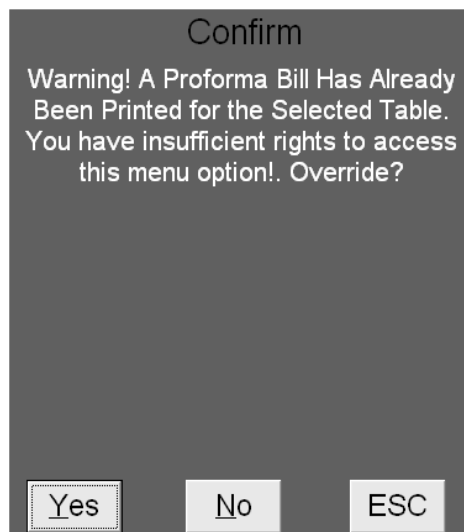 Confirm
Warning! A Proforma Bill Has Already
Been Printed for the Selected Table.
You have insufficient rights to access
this menu option!. Override?
Yes
No
ESC